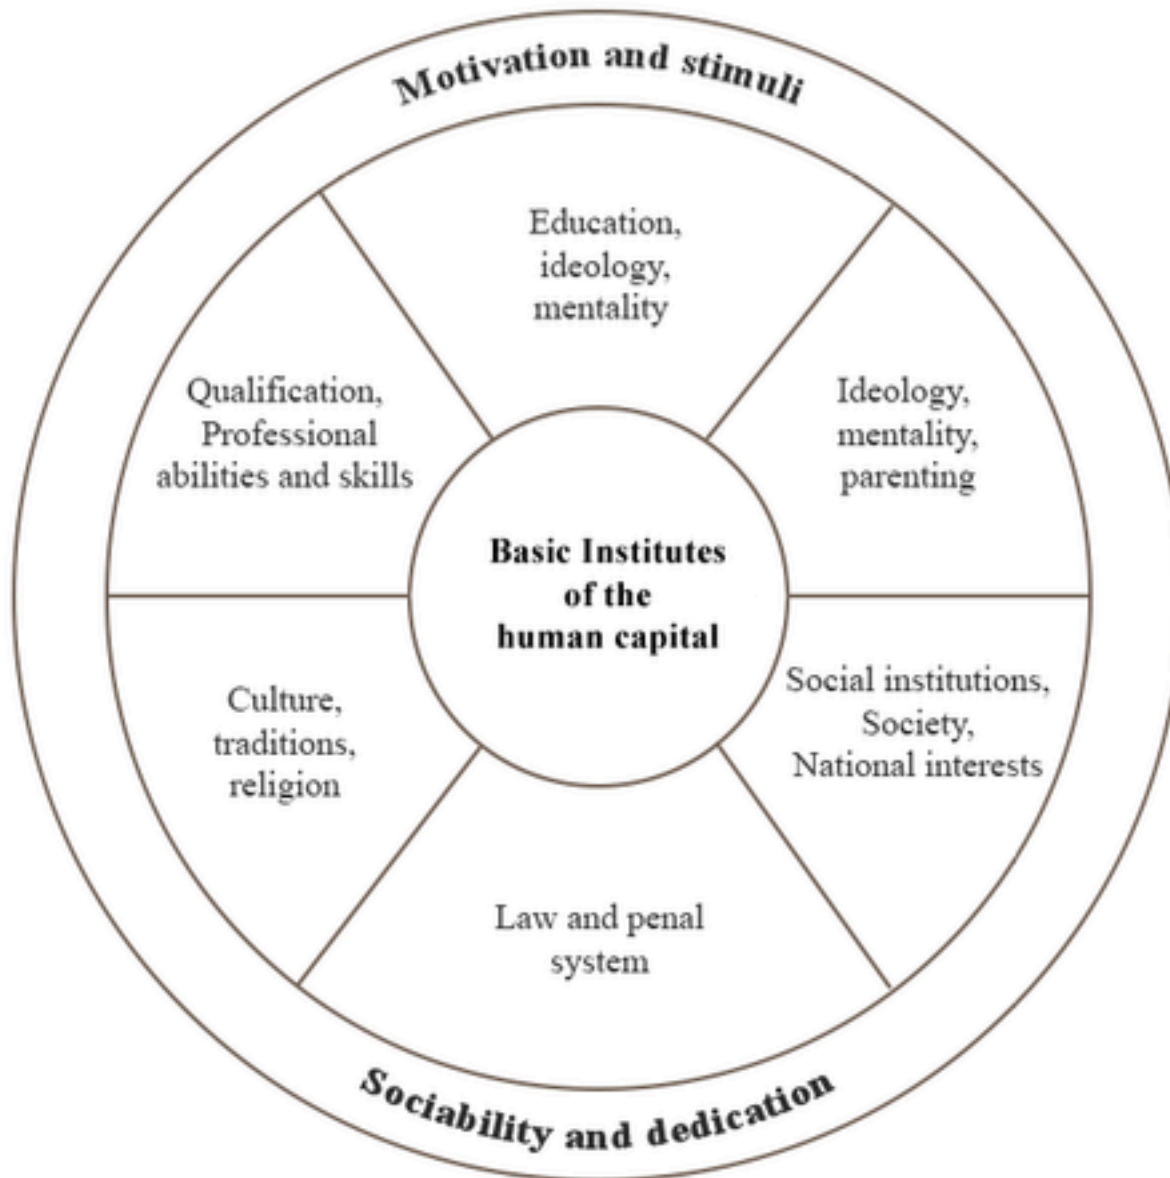 Motivation and stimuli
Education,
ideology,
mentality
Qualification,
Professional
abilities and skills
Ideology,
mentality,
parenting
Basic Institutes
of the
human capital
Culture,
traditions,
religion
Social institutions,
Society,
National interests
Law and penal
system
Sociability and dedication